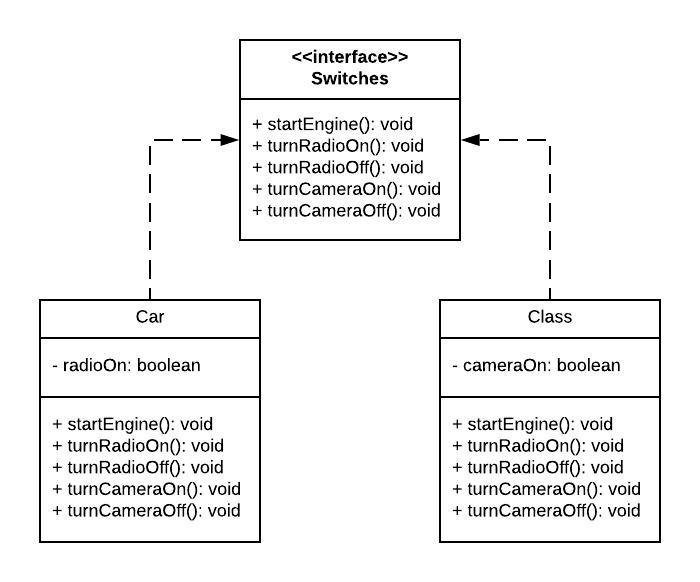 <<interface>>
Switches
+ startEngine(): void
+ turnRadioOn(): void
+ turnRadioOff(): void
+ turnCameraOn(): void
+ turnCameraOff(): void
Car
- radioOn: boolean
+ startEngine(): void
+ turnRadioOn(): void
+ turnRadioOff(): void
+ turnCameraOn(): void
+ turnCameraOff(): void
Class
- cameraOn: boolean
+ startEngine(): void
+ turnRadioOn(): void
+ turnRadioOff(): void
+ turnCameraOn(): void
+ turnCameraOff(): void